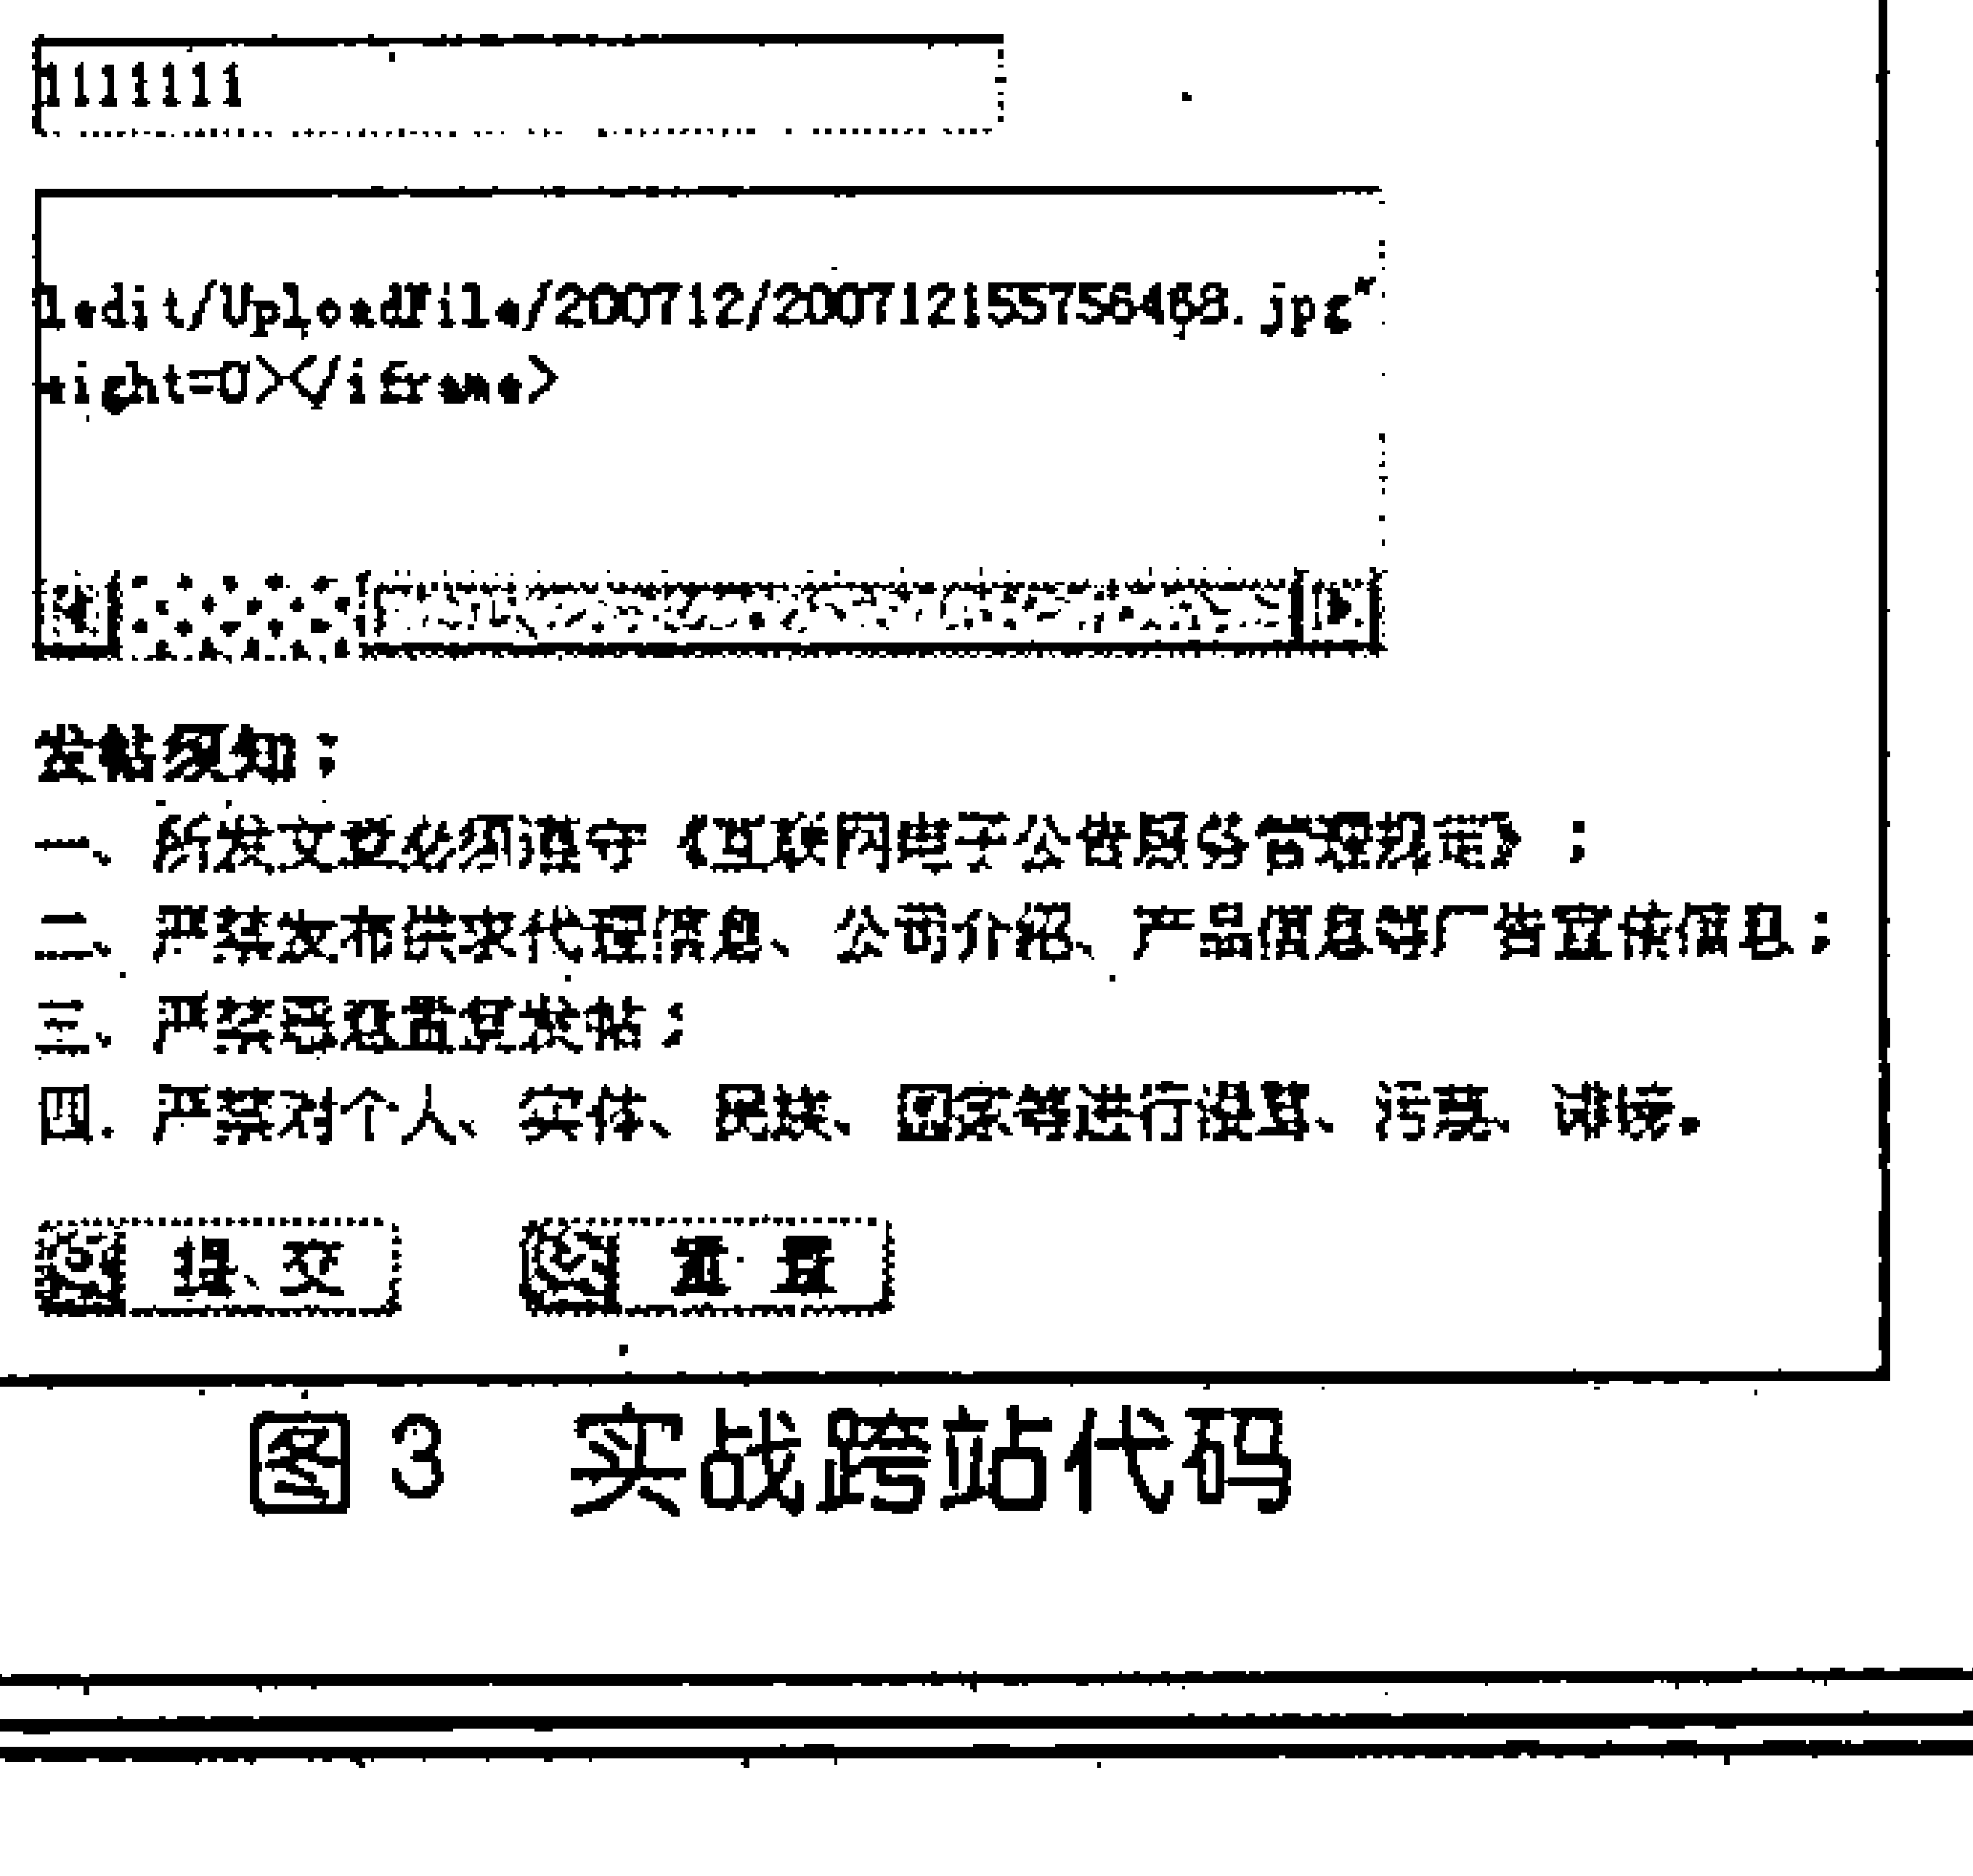 1111111
ledit/UploadFile/200712/200712155756468.jpg"
eight=0></iframe>
发帖须知：
一、所发文章必须遵守《互联网电子公告服务管理规定》；
二、严禁发布供求代理信息、公司介绍、产品信息等广告宣传信息；
三、严禁恶意重复发帖；
四、严禁对个人、实体、民族、国家等进行漫骂、污蔑、诽谤。
提 交 重 置
图3 实战跨站代码